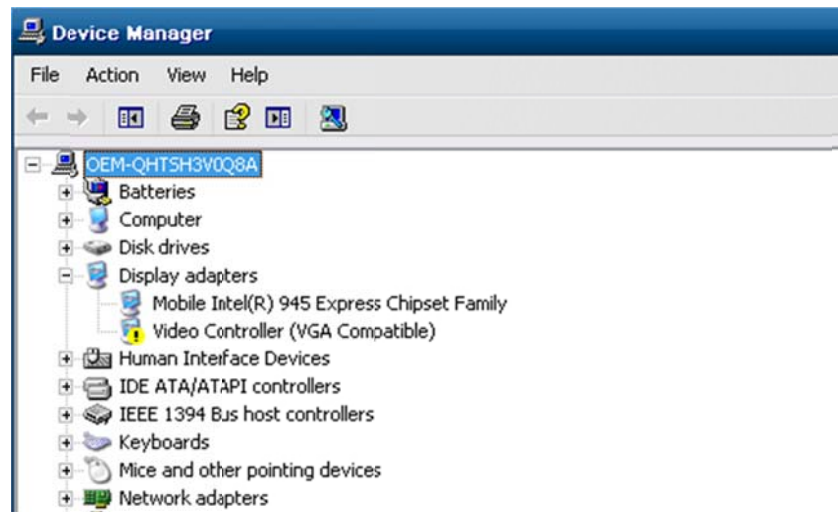 Device Manager
File Action View Help
OEM-QHTSH3V0Q8A
Batteries
Computer
Disk drives
Display adapters
Mobile Intel(R) 945 Express Chipset Family
Video Controller (VGA Compatible)
Human Interface Devices
IDE ATA/ATAPI controllers
IEEE 1394 Bus host controllers
Keyboards
Mice and other pointing devices
Network adapters